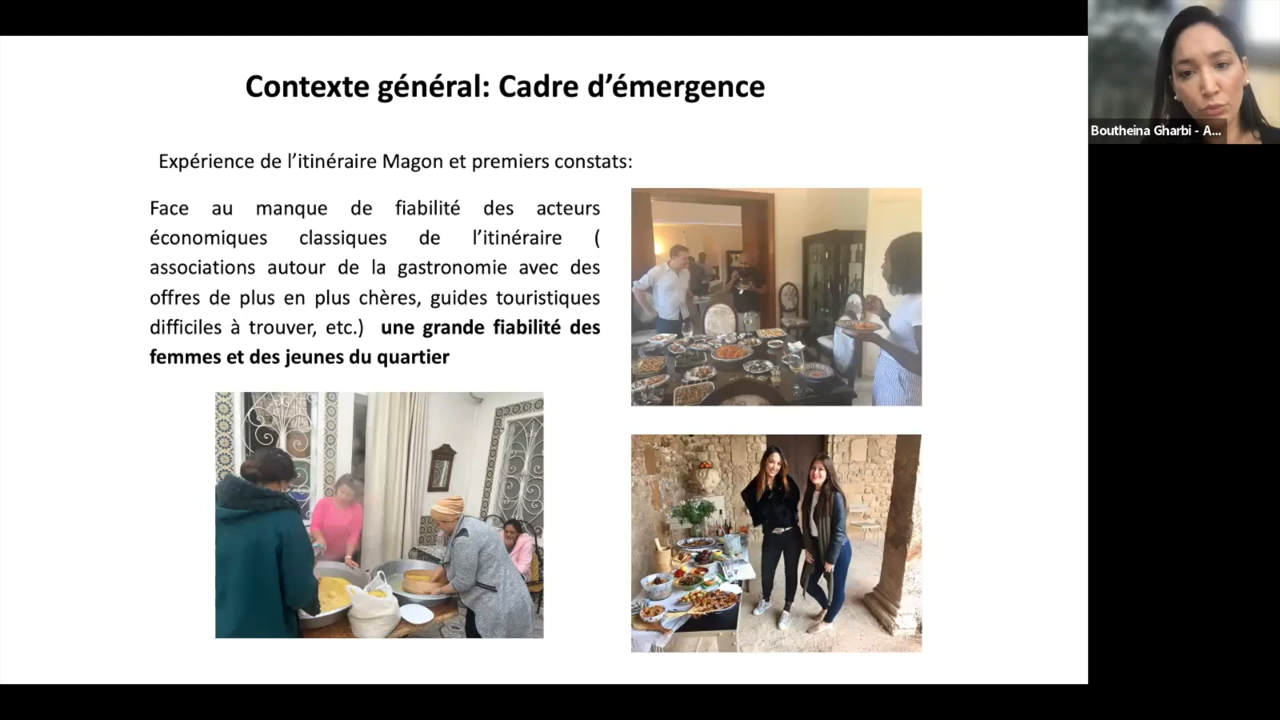 Contexte général: Cadre d’émergence
Boutheina Gharbi - A...
Expérience de l’itinéraire Magon et premiers constats:
Face au manque de fiabilité des acteurs
économiques classiques de l’itinéraire (
associations autour de la gastronomie avec des
offres de plus en plus chères, guides touristiques
difficiles à trouver, etc.) une grande fiabilité des
femmes et des jeunes du quartier